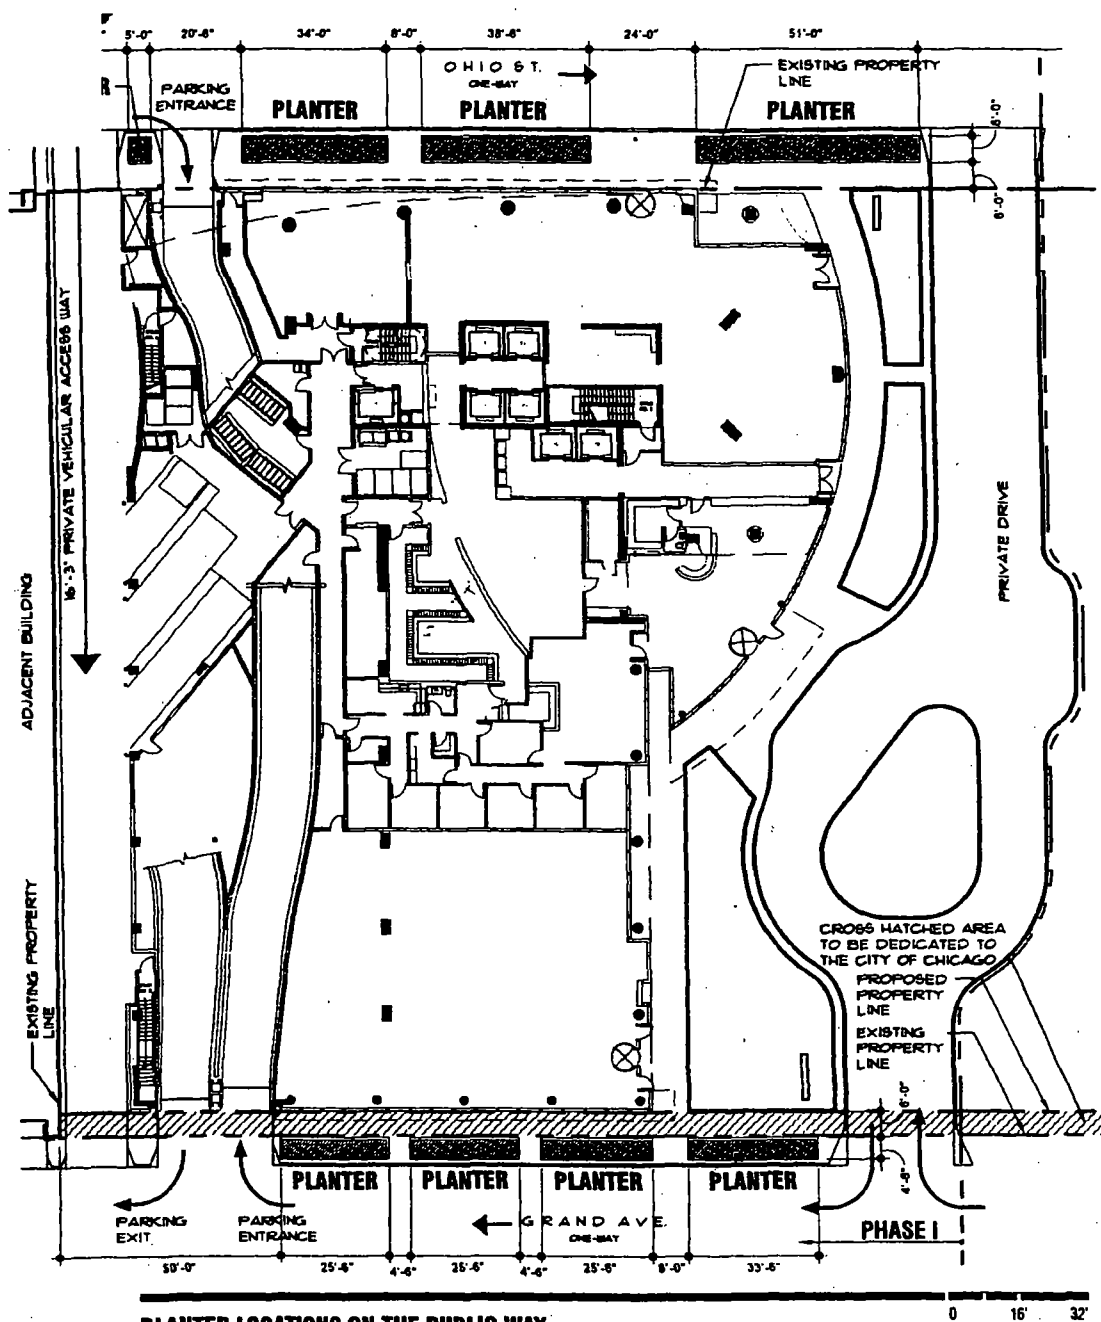 5'-0" 20'-6" 34'-0" 8'-0" 38'-6" 24'-0" 51'-0"
OHIO ST.
ONE-WAY
EXISTING PROPERTY
LINE
PARKING
ENTRANCE
PLANTER PLANTER PLANTER
6'-0"
6'-0"
16'-3" PRIVATE VEHICULAR ACCESS WAY
ADJACENT BUILDING
PRIVATE DRIVE
EXISTING PROPERTY
LINE
CROSS HATCHED AREA
TO BE DEDICATED TO
THE CITY OF CHICAGO
PROPOSED
PROPERTY
LINE
EXISTING
PROPERTY
LINE
6'-0"
4'-8"
PLANTER PLANTER PLANTER PLANTER
PARKING
EXIT
PARKING
ENTRANCE
GRAND AVE.
ONE-WAY
PHASE I
25'-6" 4'-6" 25'-6" 4'-6" 25'-6" 33'-6"
PLANTER LOCATIONS ON THE PUBLIC WAY
0 16' 32'